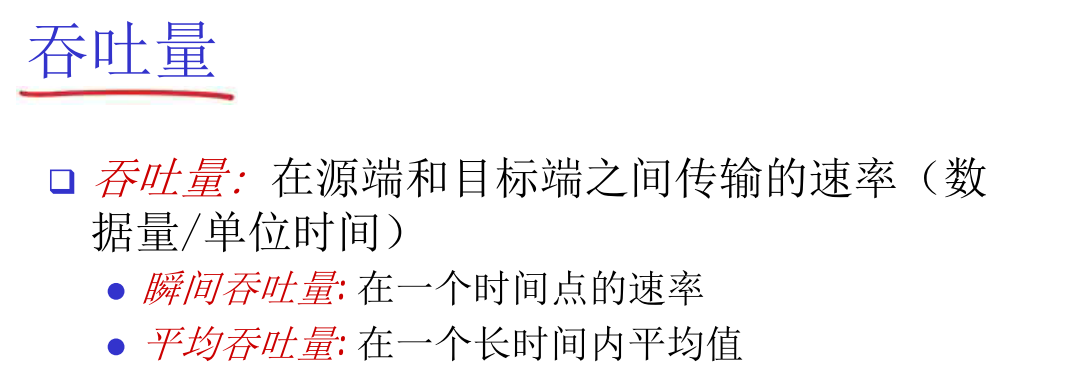 吞吐量
吞吐量：在源端和目标端之间传输的速率（数
据量/单位时间）
瞬间吞吐量: 在一个时间点的速率
平均吞吐量: 在一个长时间内平均值